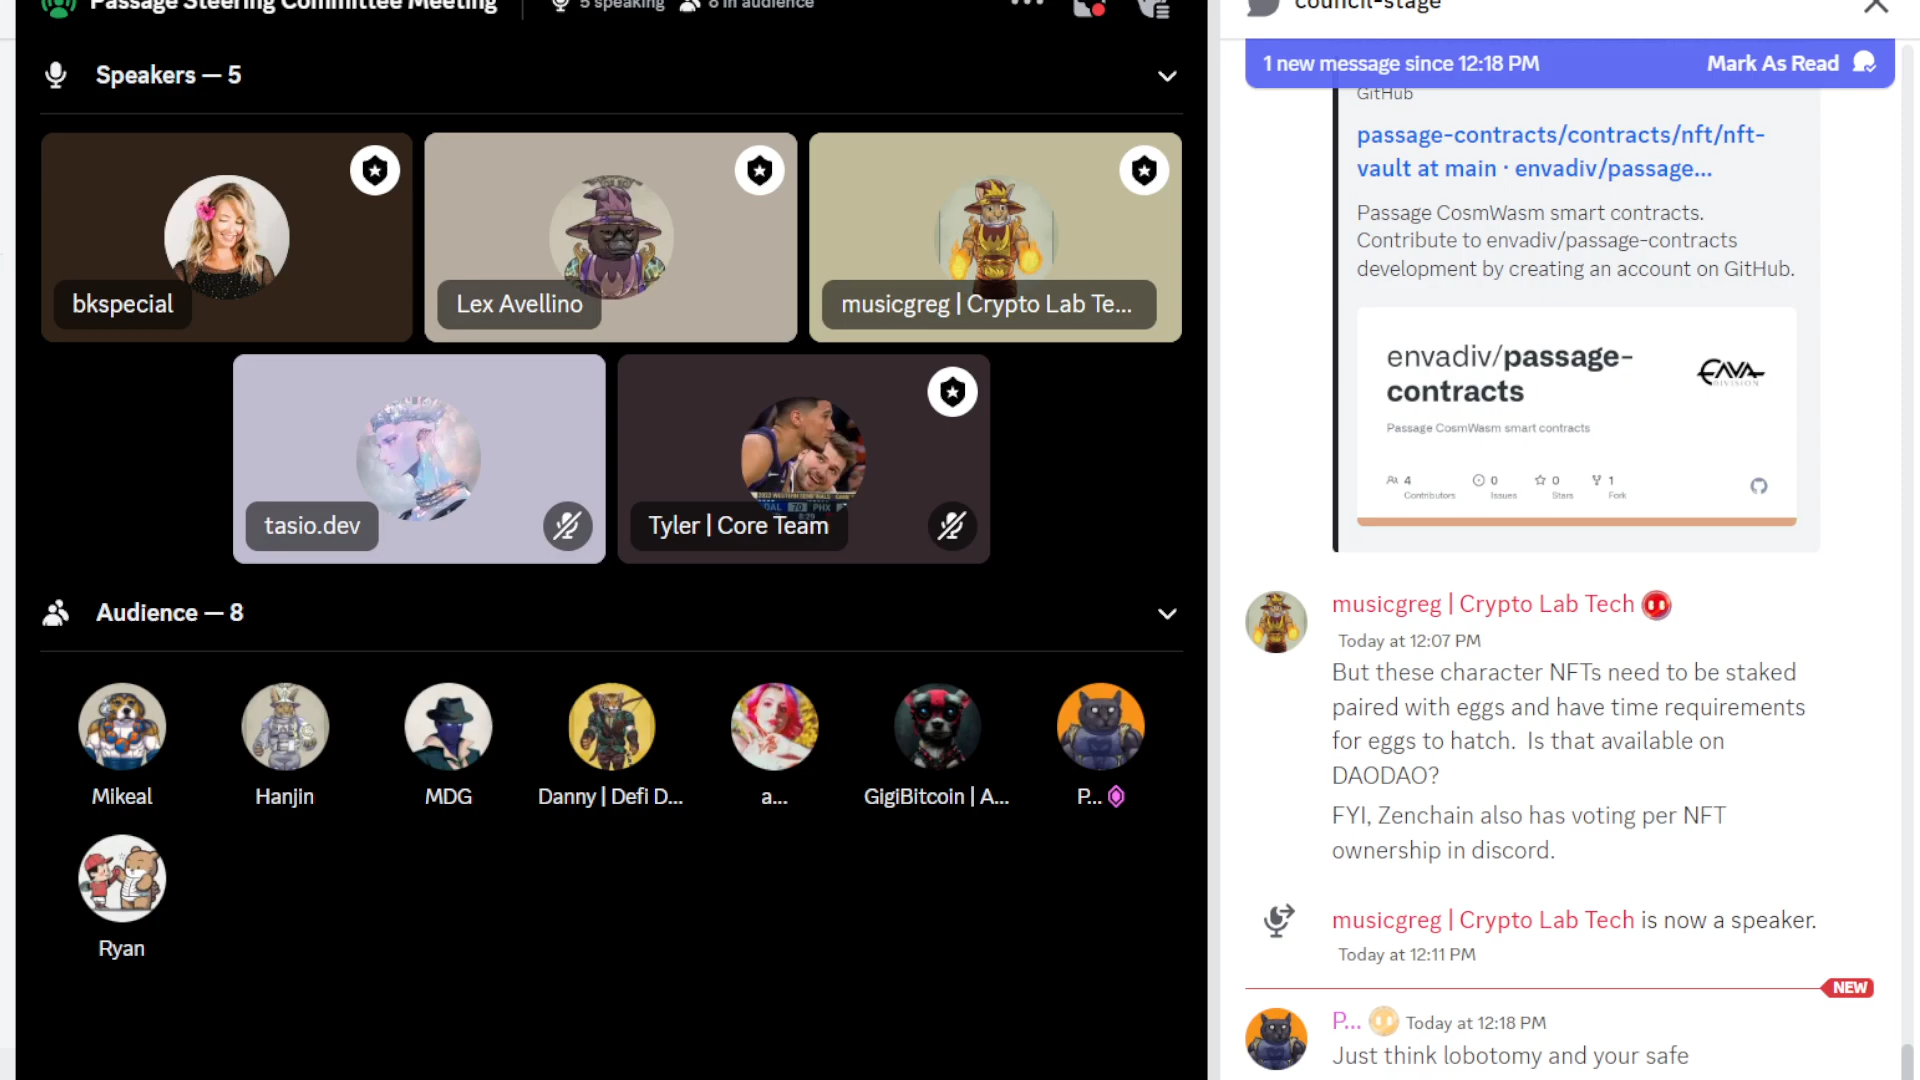 Passage Steering Committee Meeting
5 speaking
8 in audience
Speakers — 5
bkspecial
Lex Avellino
musicgreg | Crypto Lab Te...
tasio.dev
Tyler | Core Team
Audience — 8
Mikeal
Hanjin
MDG
Danny | Defi D...
a...
GigiBitcoin | A...
P...
Ryan
council-stage
1 new message since 12:18 PM
Mark As Read
GitHub
passage-contracts/contracts/nft/nft-
vault at main · envadiv/passage...
Passage CosmWasm smart contracts.
Contribute to envadiv/passage-contracts
development by creating an account on GitHub.
envadiv/passage-
contracts
ENVA
DIVISION
Passage CosmWasm smart contracts
4
Contributors
0
Issues
0
Stars
1
Fork
musicgreg | Crypto Lab Tech
Today at 12:07 PM
But these character NFTs need to be staked
paired with eggs and have time requirements
for eggs to hatch. Is that available on
DAODAO?
FYI, Zenchain also has voting per NFT
ownership in discord.
musicgreg | Crypto Lab Tech is now a speaker.
Today at 12:11 PM
NEW
P... Today at 12:18 PM
Just think lobotomy and your safe